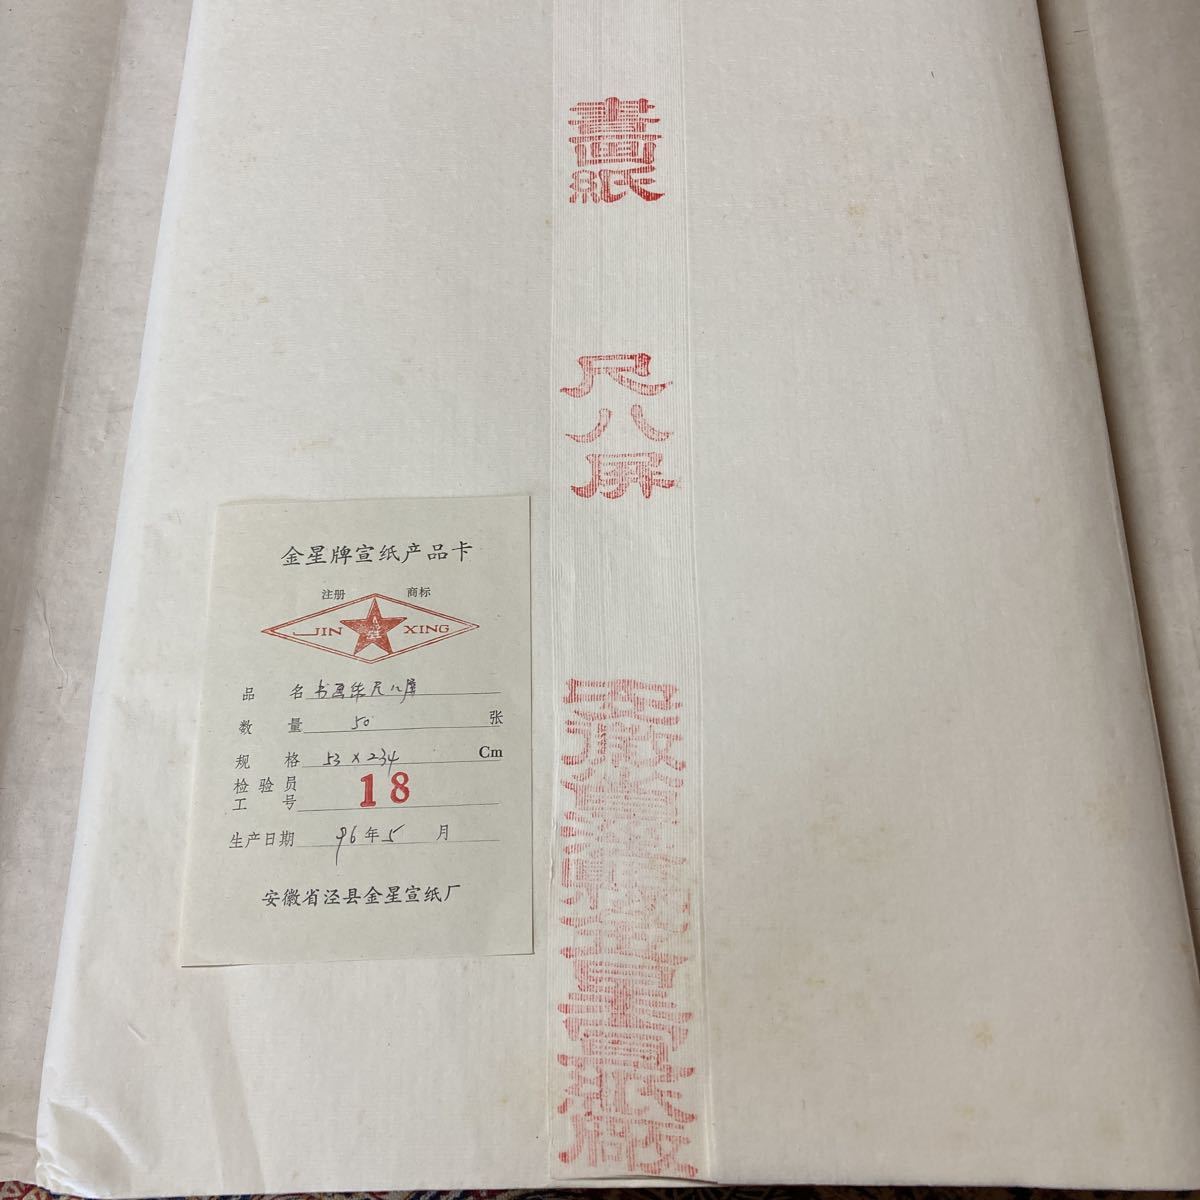 書画紙
尺八屏
安徽省涇縣金星宣紙廠
金星牌宣纸产品卡
注册 商标
JIN 金星 XING
品 名 书画纸尺八屏
数 量 50 张
规 格 53 × 234 Cm
检验员
工 号 18
生产日期 96年5 月
安徽省泾县金星宣纸厂